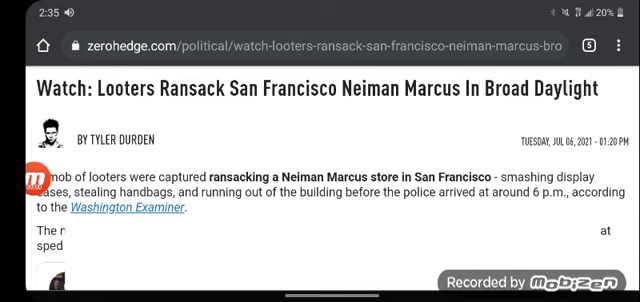 2:35 20%
zerohedge.com/political/watch-looters-ransack-san-francisco-neiman-marcus-bro 5
Watch: Looters Ransack San Francisco Neiman Marcus In Broad Daylight
BY TYLER DURDEN TUESDAY, JUL 06, 2021 - 01:20 PM
mob of looters were captured ransacking a Neiman Marcus store in San Francisco - smashing display
cases, stealing handbags, and running out of the building before the police arrived at around 6 p.m., according
to the Washington Examiner.
The at
sped
Recorded by Mobizen